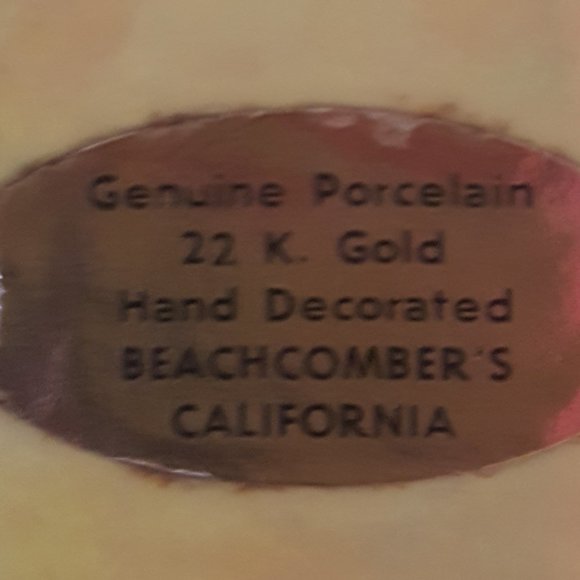 Genuine Porcelain
22 K. Gold
Hand Decorated
BEACHCOMBER'S
CALIFORNIA